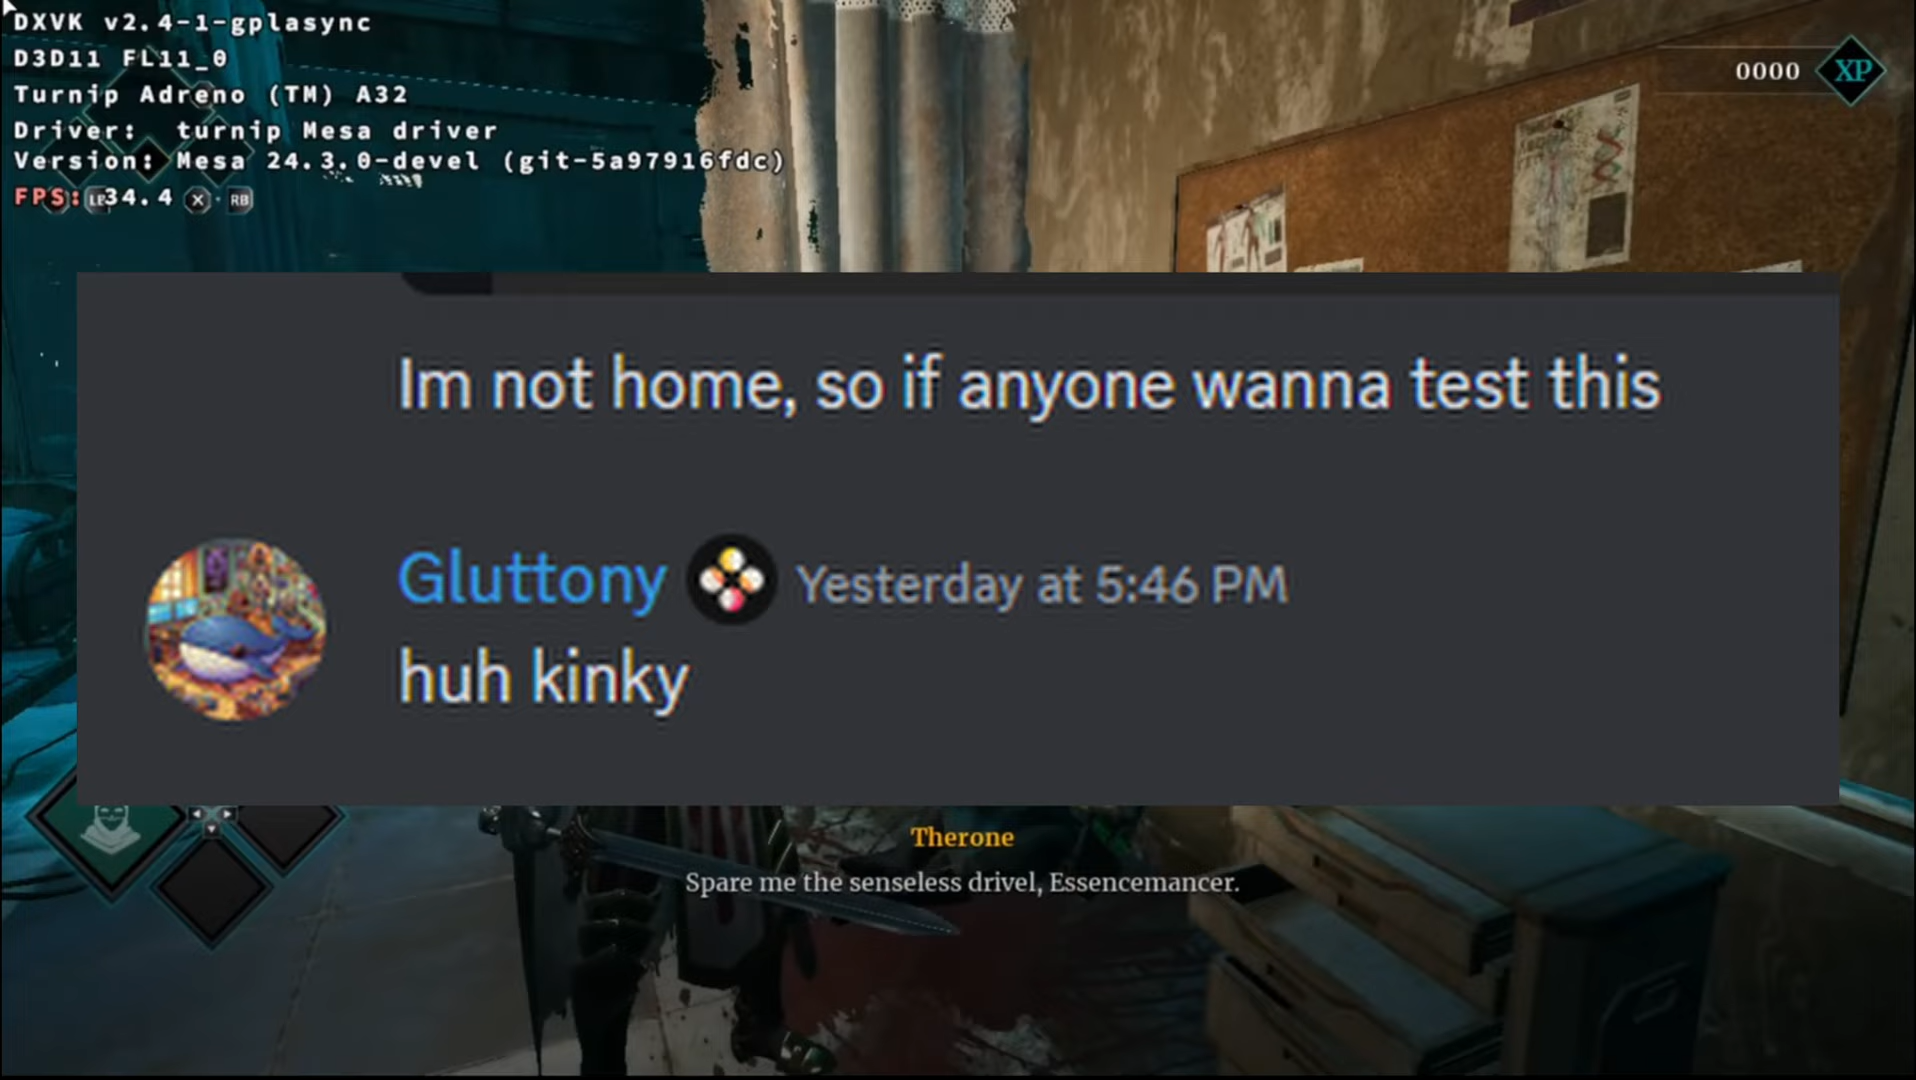 DXVK v2.4-1-gplasync
D3D11 FL11_0
Turnip Adreno (TM) A32
Driver: turnip Mesa driver
Version: Mesa 24.3.0-devel (git-5a97916fdc)
FPS: 34.4 X RB
0000 XP
Im not home, so if anyone wanna test this
Gluttony Yesterday at 5:46 PM
huh kinky
Therone
Spare me the senseless drivel, Essencemancer.